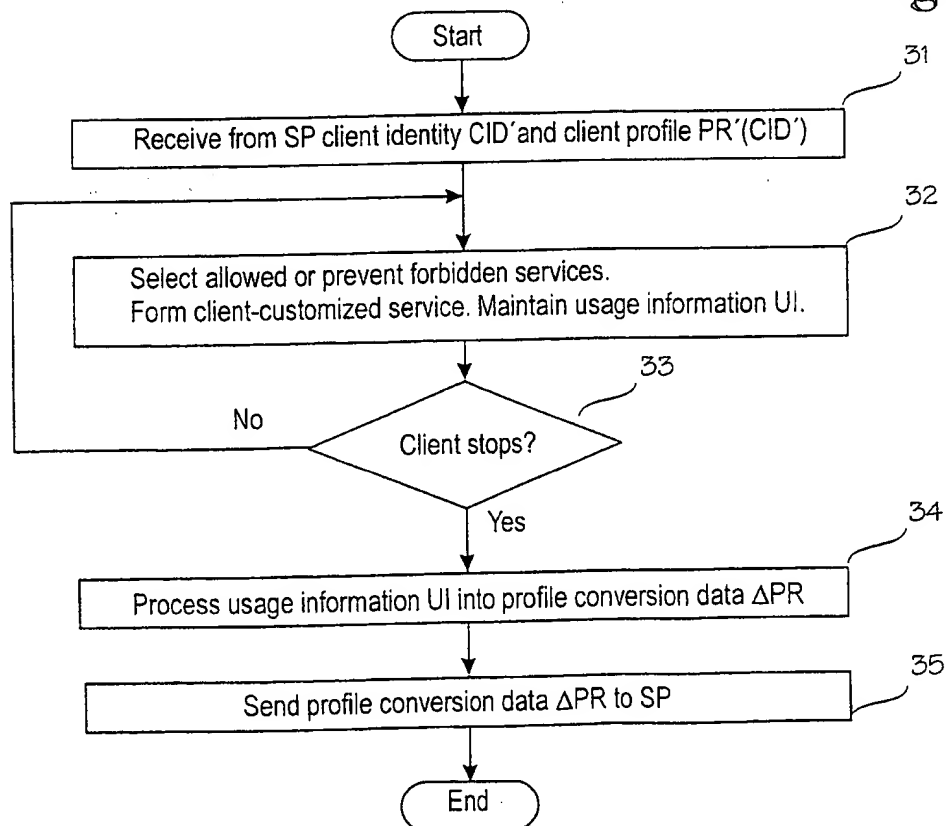 Start
31
Receive from SP client identity CID´ and client profile PR´(CID´)
32
Select allowed or prevent forbidden services.
Form client-customized service. Maintain usage information UI.
33
No
Client stops?
Yes
34
Process usage information UI into profile conversion data ΔPR
35
Send profile conversion data ΔPR to SP
End